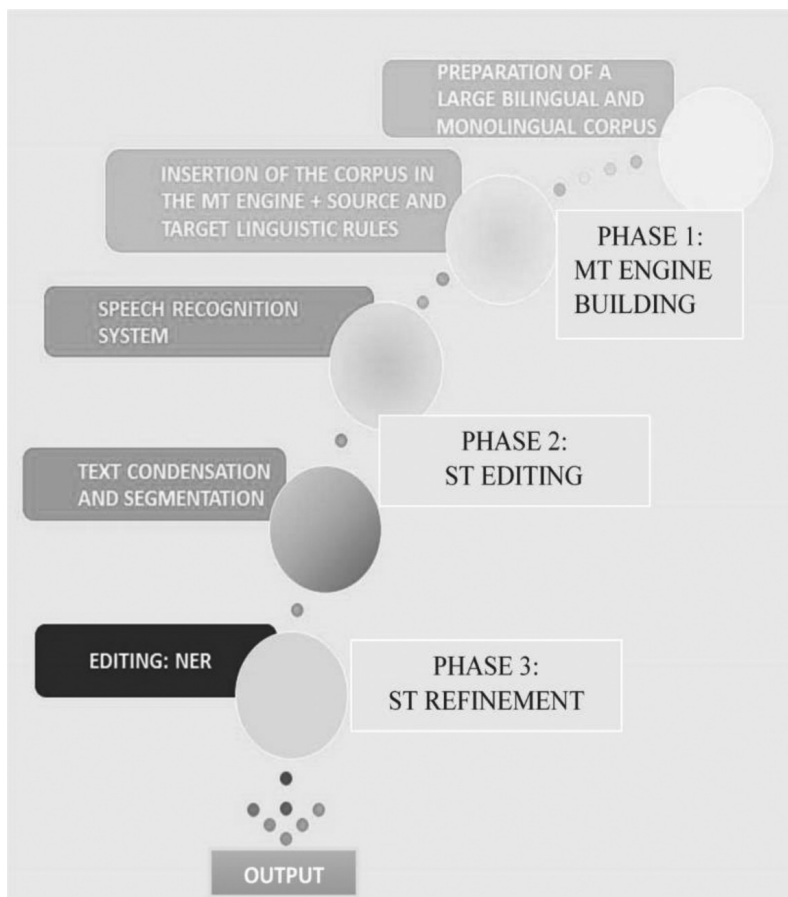 PREPARATION OF A
LARGE BILINGUAL AND
MONOLINGUAL CORPUS
INSERTION OF THE CORPUS IN
THE MT ENGINE + SOURCE AND
TARGET LINGUISTIC RULES
PHASE 1:
MT ENGINE
BUILDING
SPEECH RECOGNITION
SYSTEM
PHASE 2:
ST EDITING
TEXT CONDENSATION
AND SEGMENTATION
EDITING: NER
PHASE 3:
ST REFINEMENT
OUTPUT